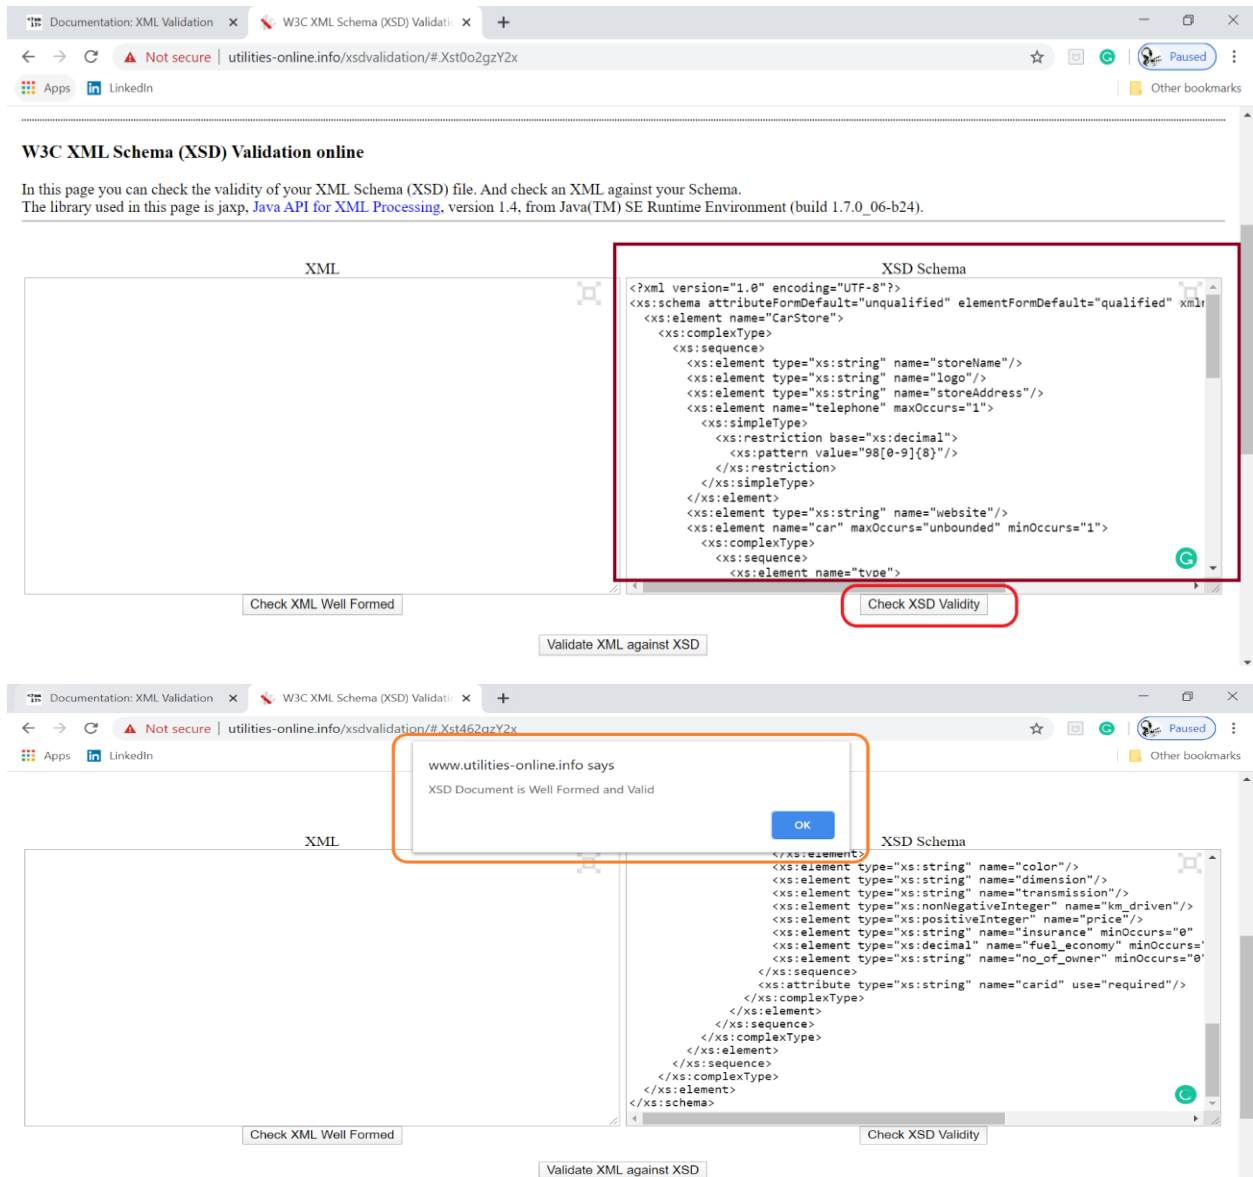 Documentation: XML Validation
W3C XML Schema (XSD) Validatic
Not secure | utilities-online.info/xsdvalidation/#.Xst0o2gzY2x
Paused
Apps
LinkedIn
Other bookmarks
W3C XML Schema (XSD) Validation online
In this page you can check the validity of your XML Schema (XSD) file. And check an XML against your Schema.
The library used in this page is jaxp, Java API for XML Processing, version 1.4, from Java(TM) SE Runtime Environment (build 1.7.0_06-b24).
XML
XSD Schema
<?xml version="1.0" encoding="UTF-8"?>
<xs:schema attributeFormDefault="unqualified" elementFormDefault="qualified" xmlr
<xs:element name="CarStore">
<xs:complexType>
<xs:sequence>
<xs:element type="xs:string" name="storeName"/>
<xs:element type="xs:string" name="logo"/>
<xs:element type="xs:string" name="storeAddress"/>
<xs:element name="telephone" maxOccurs="1">
<xs:simpleType>
<xs:restriction base="xs:decimal">
<xs:pattern value="98[0-9]{8}"/>
</xs:restriction>
</xs:simpleType>
</xs:element>
<xs:element type="xs:string" name="website"/>
<xs:element name="car" maxOccurs="unbounded" minOccurs="1">
<xs:complexType>
<xs:sequence>
<xs:element name="type">
Check XML Well Formed
Check XSD Validity
Validate XML against XSD
Documentation: XML Validation
W3C XML Schema (XSD) Validatic
Not secure | utilities-online.info/xsdvalidation/#.Xst462gzY2x
Paused
Apps
LinkedIn
Other bookmarks
www.utilities-online.info says
XSD Document is Well Formed and Valid
OK
XML
XSD Schema
</xs:element>
<xs:element type="xs:string" name="color"/>
<xs:element type="xs:string" name="dimension"/>
<xs:element type="xs:string" name="transmission"/>
<xs:element type="xs:nonNegativeInteger" name="km_driven"/>
<xs:element type="xs:positiveInteger" name="price"/>
<xs:element type="xs:string" name="insurance" minOccurs="0"
<xs:element type="xs:decimal" name="fuel_economy" minOccurs="
<xs:element type="xs:string" name="no_of_owner" minOccurs="0"
</xs:sequence>
<xs:attribute type="xs:string" name="carid" use="required"/>
</xs:complexType>
</xs:element>
</xs:sequence>
</xs:complexType>
</xs:element>
</xs:sequence>
</xs:complexType>
</xs:element>
</xs:schema>
Check XML Well Formed
Check XSD Validity
Validate XML against XSD